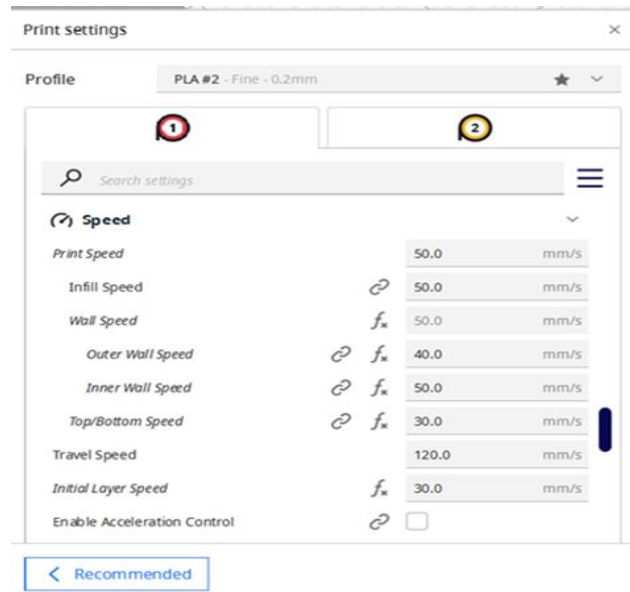 Print settings
Profile PLA #2 - Fine - 0.2mm
1 2
Search settings
Speed
Print Speed 50.0 mm/s
Infill Speed 50.0 mm/s
Wall Speed 50.0 mm/s
Outer Wall Speed 40.0 mm/s
Inner Wall Speed 50.0 mm/s
Top/Bottom Speed 30.0 mm/s
Travel Speed 120.0 mm/s
Initial Layer Speed 30.0 mm/s
Enable Acceleration Control
Recommended